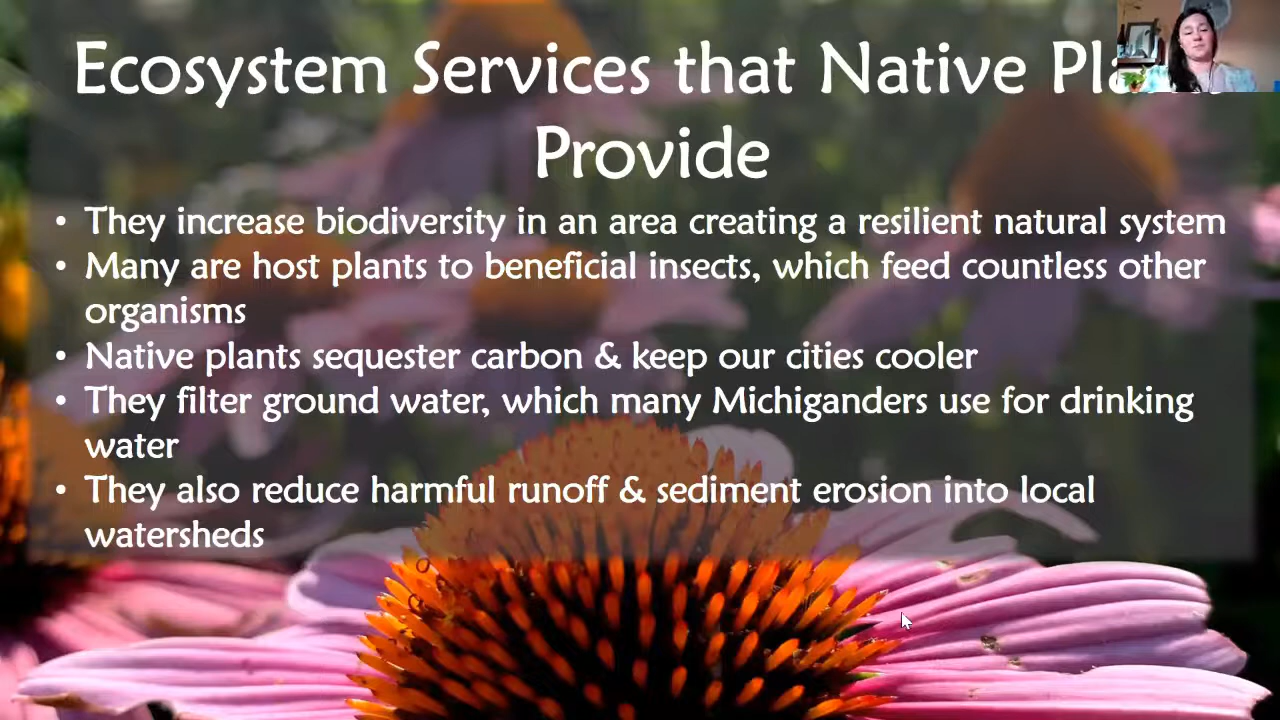 Ecosystem Services that Native
Provide
• They increase biodiversity in an area creating a resilient natural system
• Many are host plants to beneficial insects, which feed countless other
organisms
• Native plants sequester carbon & keep our cities cooler
• They filter ground water, which many Michiganders use for drinking
water
• They also reduce harmful runoff & sediment erosion into local
watersheds